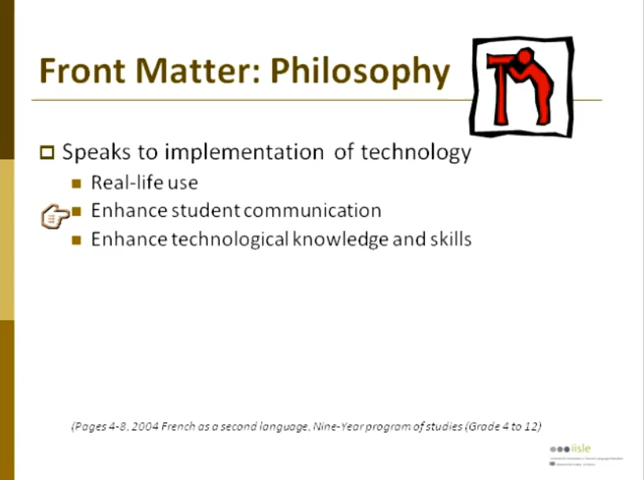 Front Matter: Philosophy
Speaks to implementation of technology
Real-life use
Enhance student communication
Enhance technological knowledge and skills
(Pages 4-8, 2004 French as a second language, Nine-Year program of studies (Grade 4 to 12)
iisle